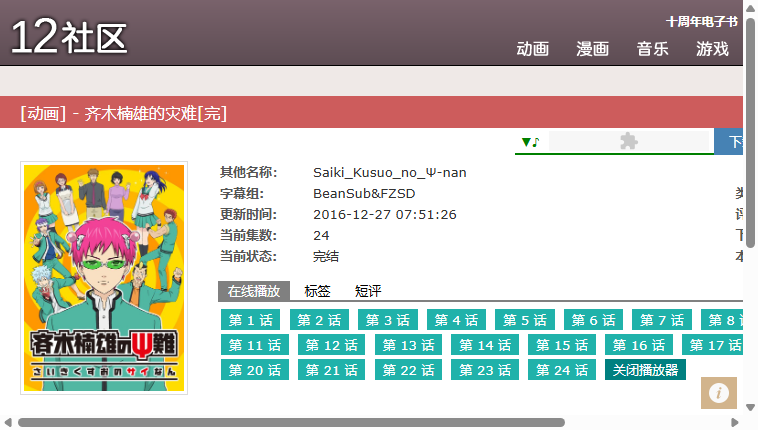 12社区
十周年电子书
动画 漫画 音乐 游戏
[动画] - 斉木楠雄的灾难[完]
▼♪
其他名称: Saiki_Kusuo_no_Ψ-nan
字幕组: BeanSub&FZSD
更新时间: 2016-12-27 07:51:26
当前集数: 24
当前状态: 完结
斉木楠雄のΨ難
さいきくすおのサイなん
在线播放 标签 短评
第 1 话 第 2 话 第 3 话 第 4 话 第 5 话 第 6 话 第 7 话 第 8
第 11 话 第 12 话 第 13 话 第 14 话 第 15 话 第 16 话 第 17 话
第 20 话 第 21 话 第 22 话 第 23 话 第 24 话 关闭播放器